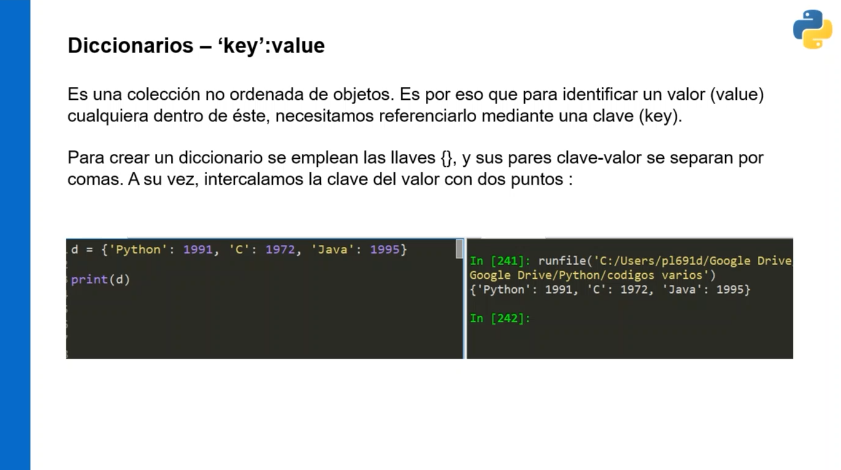 Diccionarios – ‘key’:value
Es una colección no ordenada de objetos. Es por eso que para identificar un valor (value)
cualquiera dentro de éste, necesitamos referenciarlo mediante una clave (key).
Para crear un diccionario se emplean las llaves {}, y sus pares clave-valor se separan por
comas. A su vez, intercalamos la clave del valor con dos puntos :
d = {'Python': 1991, 'C': 1972, 'Java': 1995}
print(d)
In [241]: runfile('C:/Users/pl691d/Google Drive
Google Drive/Python/codigos varios')
{'Python': 1991, 'C': 1972, 'Java': 1995}
In [242]: